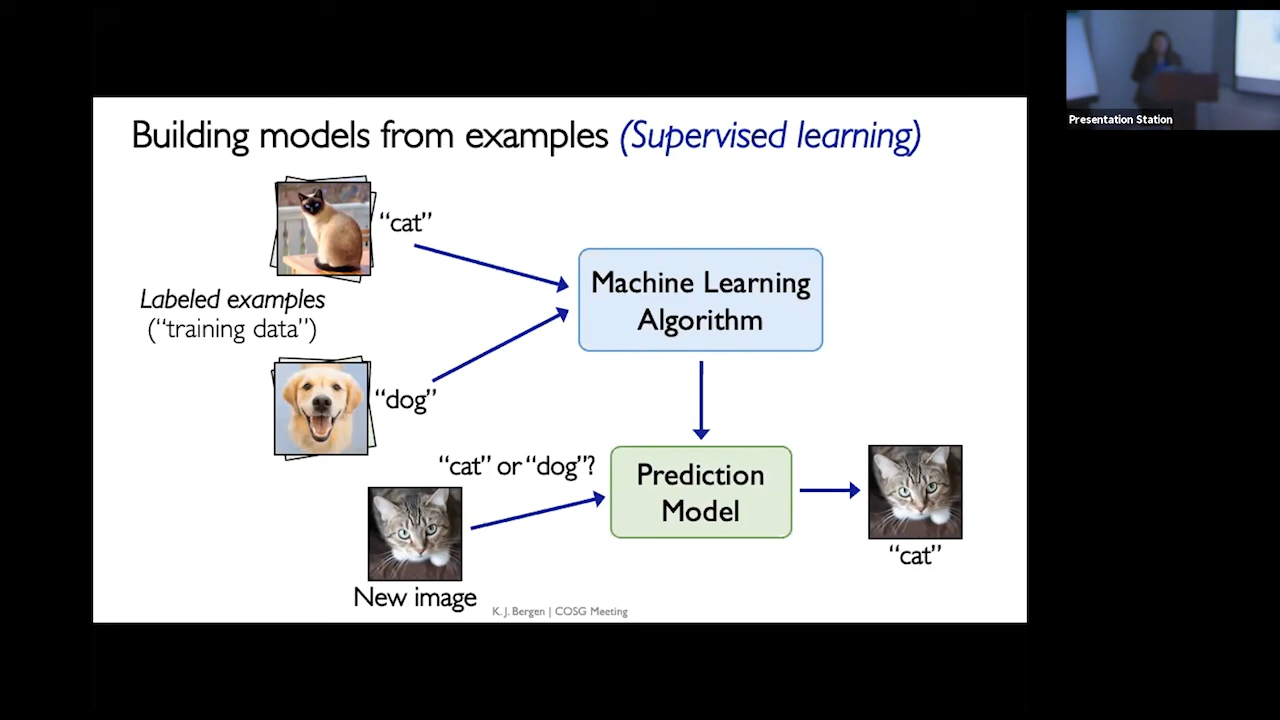 Building models from examples (Supervised learning)
“cat”
Labeled examples
(“training data”)
“dog”
Machine Learning
Algorithm
“cat” or “dog”?
Prediction
Model
“cat”
New image
K. J. Bergen | COSG Meeting
Presentation Station